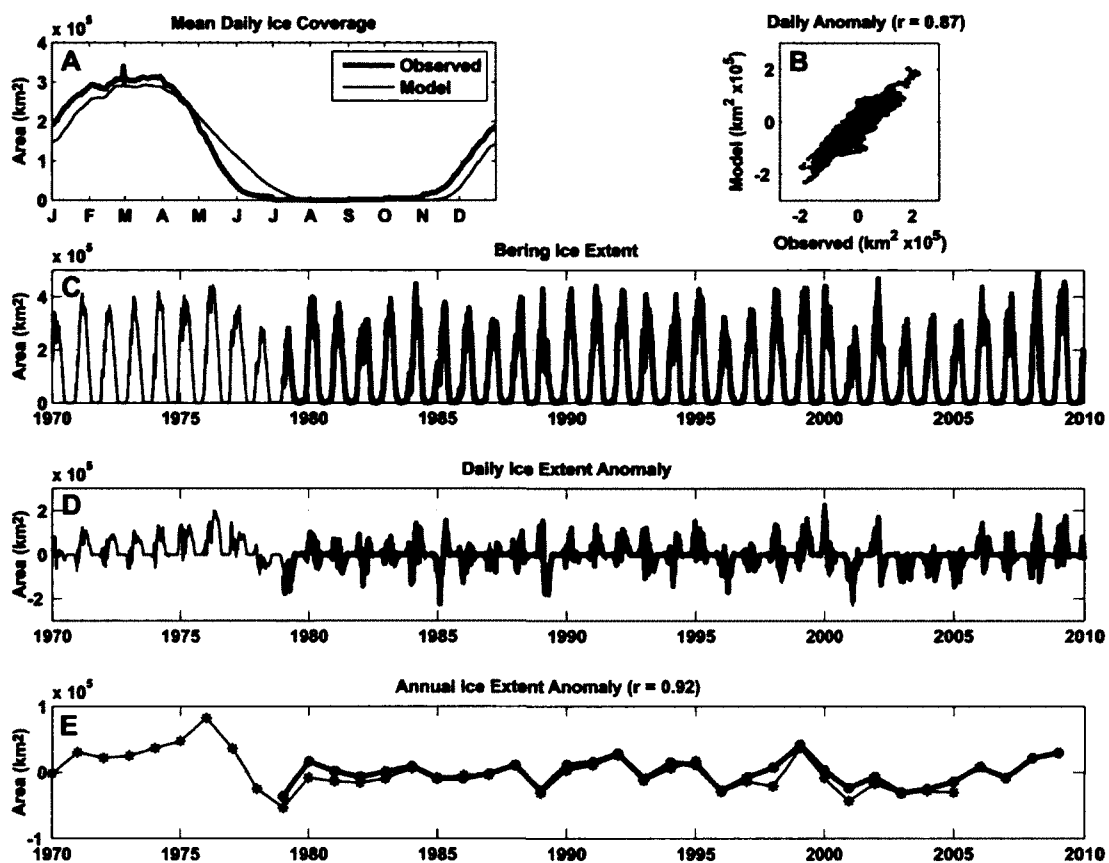 Mean Daily Ice Coverage
x 10⁵
A
Observed
Model
Area (km²)
4
3
2
1
0
J F M A M J J A S O N D
Daily Anomaly (r = 0.87)
B
Model (km² x10⁵)
2
0
-2
-2 0 2
Observed (km² x10⁵)
Bering Ice Extent
x 10⁵
C
Area (km²)
4
2
0
1970 1975 1980 1985 1990 1995 2000 2005 2010
Daily Ice Extent Anomaly
x 10⁵
D
Area (km²)
2
0
-2
1970 1975 1980 1985 1990 1995 2000 2005 2010
Annual Ice Extent Anomaly (r = 0.92)
x 10⁵
E
Area (km²)
1
0
-1
1970 1975 1980 1985 1990 1995 2000 2005 2010